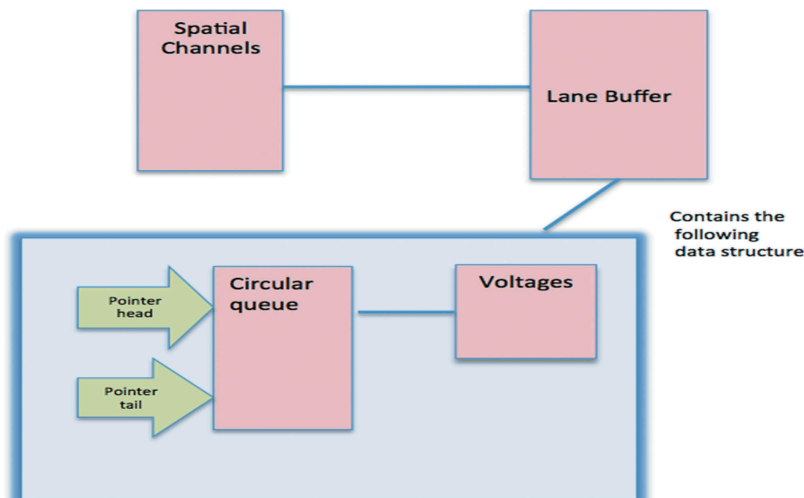 Spatial
Channels
Lane Buffer
Contains the
following
data structure
Pointer
head
Circular
queue
Voltages
Pointer
tail